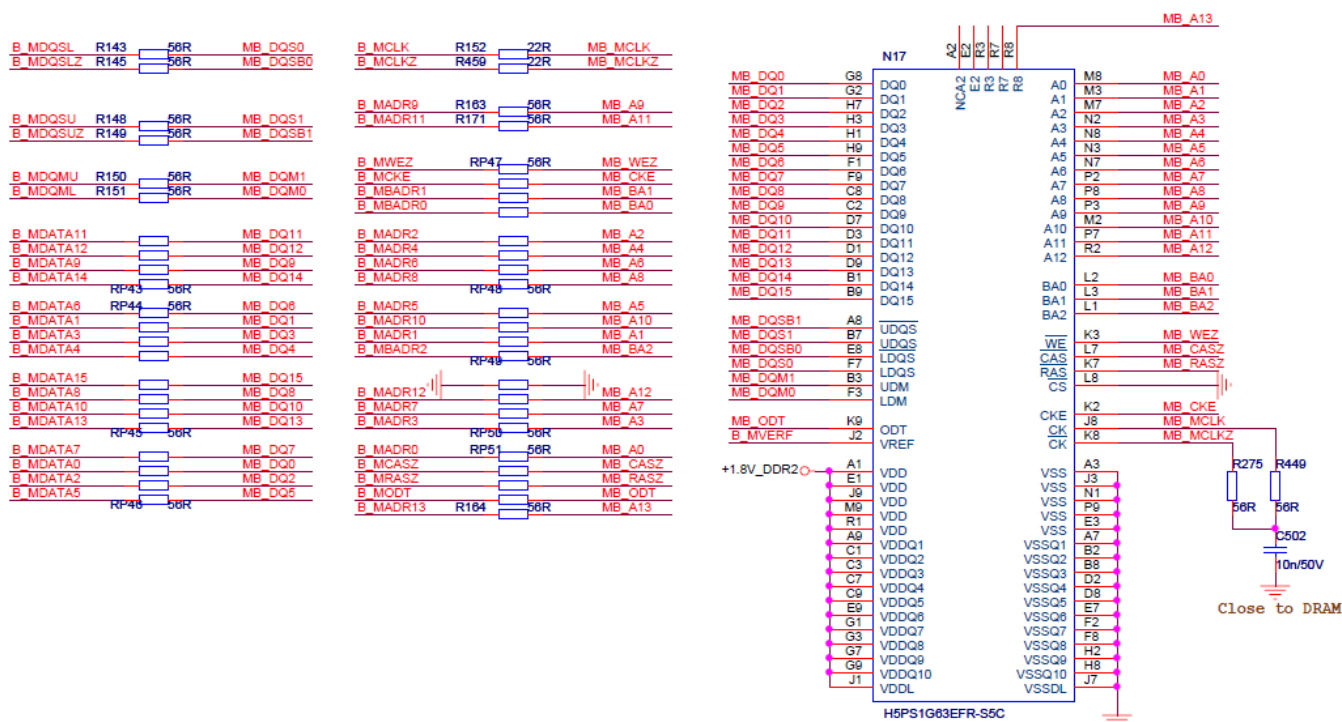 B_MDQSL R143 56R MB_DQS0
B_MDQSLZ R145 56R MB_DQSB0
B_MDQSU R148 56R MB_DQS1
B_MDQSUZ R149 56R MB_DQSB1
B_MDQMU R150 56R MB_DQM1
B_MDQML R151 56R MB_DQM0
B_MDATA11 MB_DQ11
B_MDATA12 MB_DQ12
B_MDATA9 MB_DQ9
B_MDATA14 MB_DQ14
RP43 56R
B_MDATA6 RP44 56R MB_DQ6
B_MDATA1 MB_DQ1
B_MDATA3 MB_DQ3
B_MDATA4 MB_DQ4
B_MDATA15 MB_DQ15
B_MDATA8 MB_DQ8
B_MDATA10 MB_DQ10
B_MDATA13 MB_DQ13
RP45 56R
B_MDATA7 MB_DQ7
B_MDATA0 MB_DQ0
B_MDATA2 MB_DQ2
B_MDATA5 MB_DQ5
RP46 56R
B_MCLK R152 22R MB_MCLK
B_MCLKZ R459 22R MB_MCLKZ
B_MADR9 R163 56R MB_A9
B_MADR11 R171 56R MB_A11
B_MWEZ RP47 56R MB_WEZ
B_MCKE MB_CKE
B_MBADR1 MB_BA1
B_MBADR0 MB_BA0
B_MADR2 MB_A2
B_MADR4 MB_A4
B_MADR6 MB_A6
B_MADR8 MB_A8
RP48 56R
B_MADR5 MB_A5
B_MADR10 MB_A10
B_MADR1 MB_A1
B_MBADR2 MB_BA2
RP49 56R
B_MADR12 MB_A12
B_MADR7 MB_A7
B_MADR3 MB_A3
RP50 56R
B_MADR0 RP51 56R MB_A0
B_MCASZ MB_CASZ
B_MRASZ MB_RASZ
B_MODT MB_ODT
B_MADR13 R164 56R MB_A13
MB_A13
A2 E2 R3 R7 R8
N17
NCA2 E2 R3 R7 R8
MB_DQ0 G8 DQ0 A0 M8 MB_A0
MB_DQ1 G2 DQ1 A1 M3 MB_A1
MB_DQ2 H7 DQ2 A2 M7 MB_A2
MB_DQ3 H3 DQ3 A3 N2 MB_A3
MB_DQ4 H1 DQ4 A4 N8 MB_A4
MB_DQ5 H9 DQ5 A5 N3 MB_A5
MB_DQ6 F1 DQ6 A6 N7 MB_A6
MB_DQ7 F9 DQ7 A7 P2 MB_A7
MB_DQ8 C8 DQ8 A8 P8 MB_A8
MB_DQ9 C2 DQ9 A9 P3 MB_A9
MB_DQ10 D7 DQ10 A10 M2 MB_A10
MB_DQ11 D3 DQ11 A11 P7 MB_A11
MB_DQ12 D1 DQ12 A12 R2 MB_A12
MB_DQ13 D9 DQ13
MB_DQ14 B1 DQ14 BA0 L2 MB_BA0
MB_DQ15 B9 DQ15 BA1 L3 MB_BA1
BA2 L1 MB_BA2
MB_DQSB1 A8 UDQS
MB_DQS1 B7 UDQS WE K3 MB_WEZ
MB_DQSB0 E8 LDQS CAS L7 MB_CASZ
MB_DQS0 F7 LDQS RAS K7 MB_RASZ
MB_DQM1 B3 UDM CS L8
MB_DQM0 F3 LDM
CKE K2 MB_CKE
MB_ODT K9 ODT CK J8 MB_MCLK
B_MVERF J2 VREF CK K8 MB_MCLKZ
+1.8V_DDR2 A1 VDD VSS A3
E1 VDD VSS J3
J9 VDD VSS N1
M9 VDD VSS P9
R1 VDD VSS E3
A9 VDDQ1 VSSQ1 A7
C1 VDDQ2 VSSQ2 B2
C3 VDDQ3 VSSQ3 B8
C7 VDDQ4 VSSQ4 D2
C9 VDDQ5 VSSQ5 D8
E9 VDDQ6 VSSQ6 E7
G1 VDDQ7 VSSQ7 F2
G3 VDDQ8 VSSQ8 F8
G7 VDDQ9 VSSQ9 H2
G9 VDDQ10 VSSQ10 H8
J1 VDDL VSSDL J7
H5PS1G63EFR-S5C
R275 R449
56R 56R
C502
10n/50V
Close to DRAM